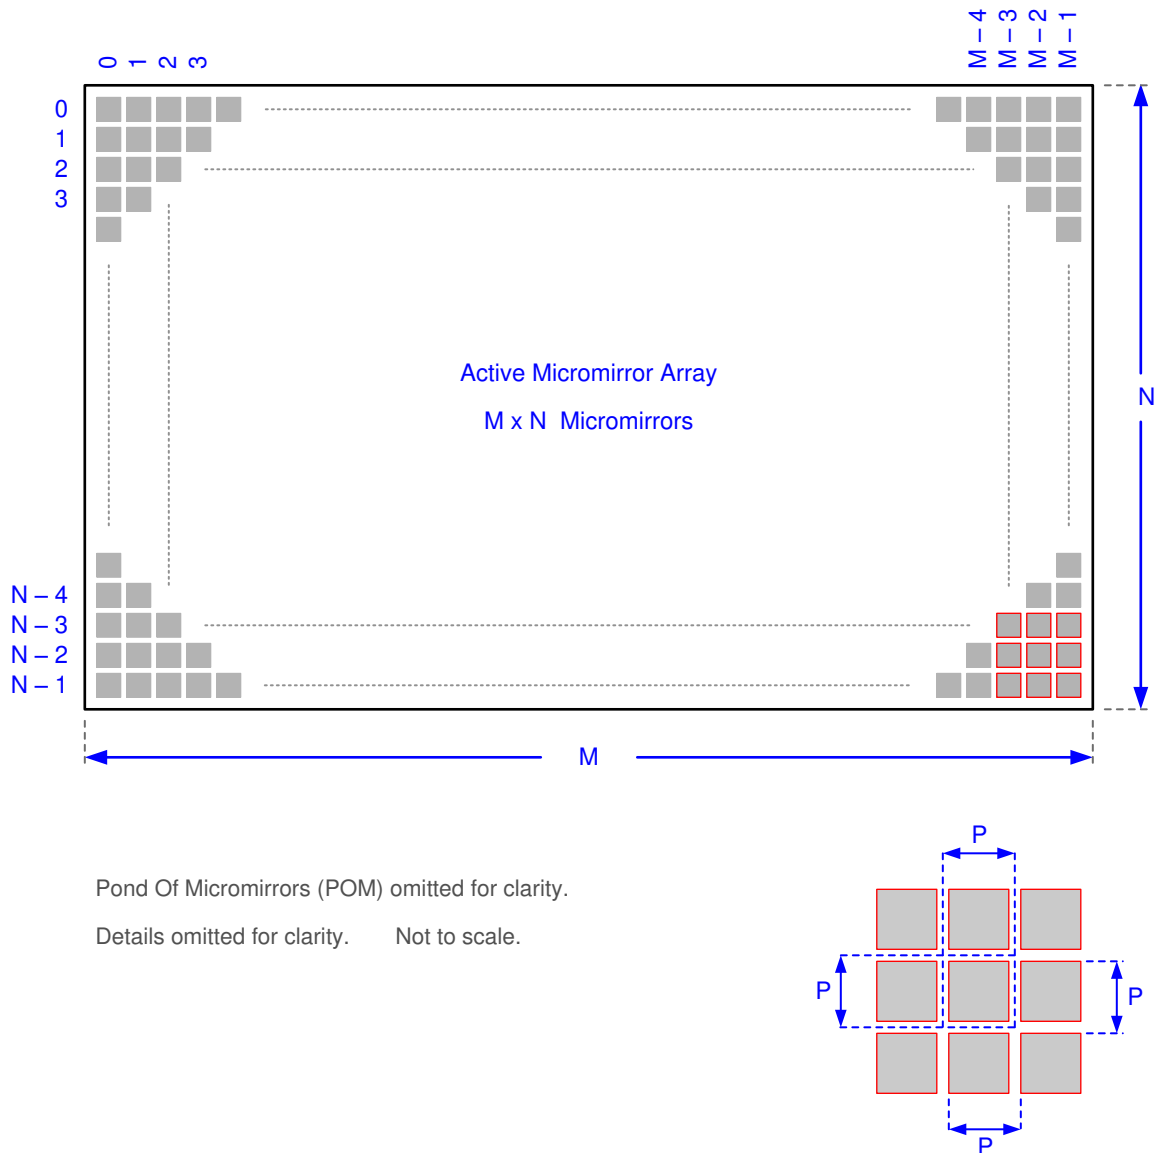 0
1
2
3
M – 4
M – 3
M – 2
M – 1
0
1
2
3
Active Micromirror Array
M x N  Micromirrors
N
N – 4
N – 3
N – 2
N – 1
M
P
Pond Of Micromirrors (POM) omitted for clarity.
Details omitted for clarity.     Not to scale.
P
P
P